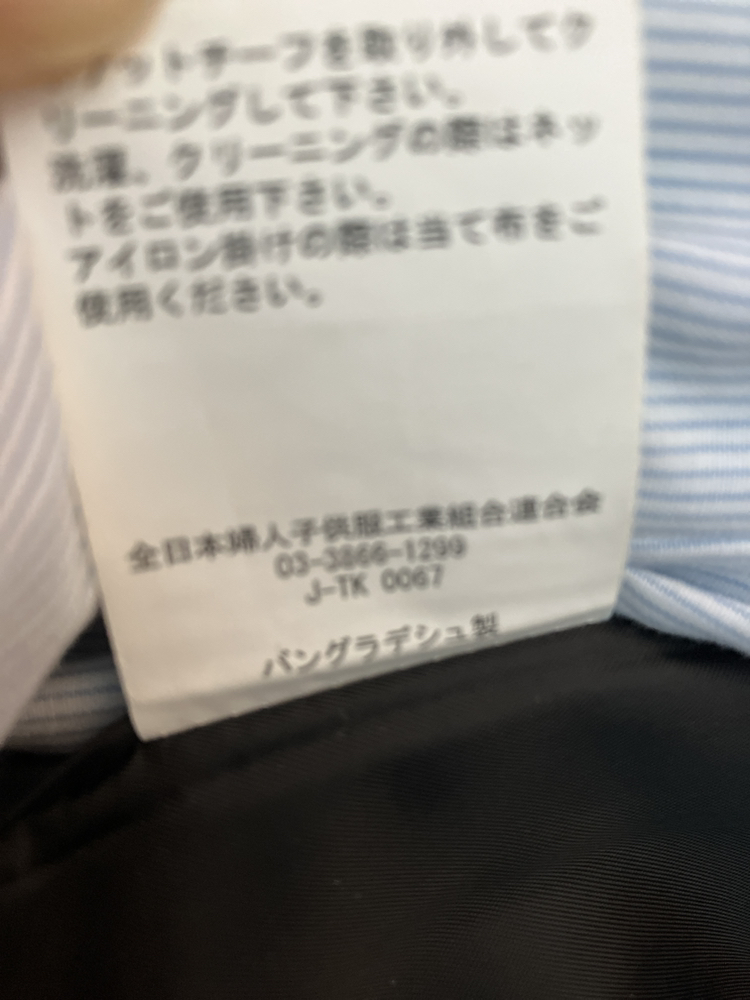 ットチーフを取り外してク
リーニングして下さい。
洗濯、クリーニングの際はネッ
トをご使用下さい。
アイロン掛けの際は当て布をご
使用ください。
全日本婦人子供服工業組合連合会
03-3866-1299
J-TK 0067
バングラデシュ製